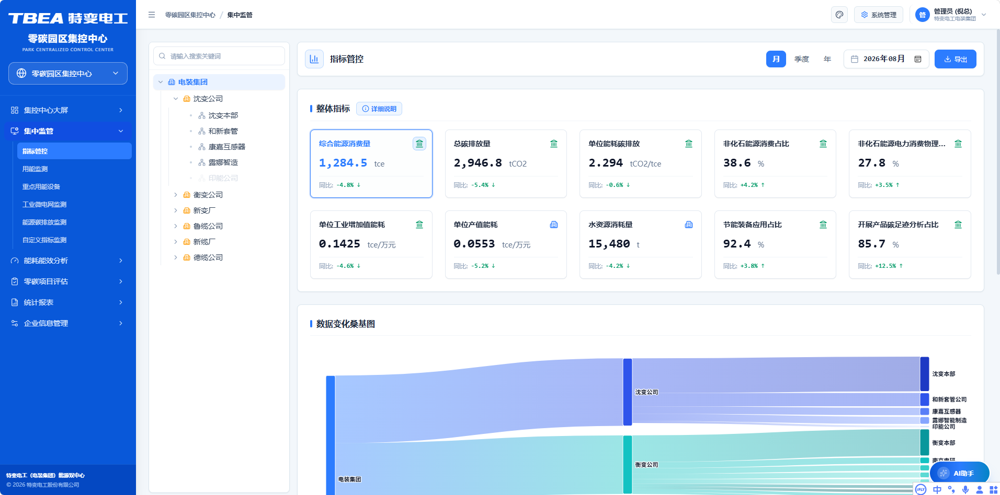 TBEA 特变电工
零碳园区集控中心
PARK CENTRALIZED CONTROL CENTER
零碳园区集控中心
集控中心大屏
集中监管
指标管控
用能监测
重点用能设备
工业微电网监测
能源碳排放监测
自定义指标监测
能耗能效分析
零碳项目评估
统计报表
企业信息管理
特变电工（电装集团）能源双中心
© 2026 特变电工股份有限公司
零碳园区集控中心 / 集中监管
系统管理
管 管理员 (倪总)
特变电工电装集团
请输入搜索关键词
电装集团
沈变公司
沈变本部
和新套管
康嘉互感器
露娜智造
印能公司
衡变公司
新变厂
鲁缆公司
新缆厂
德缆公司
指标管控
月 季度 年 2026年08月 导出
整体指标 详细说明
综合能源消费量
1,284.5 tce
同比: -4.8% ↓
总碳排放量
2,946.8 tCO2
同比: -5.4% ↓
单位能耗碳排放
2.294 tCO2/tce
同比: -0.6% ↓
非化石能源消费占比
38.6 %
同比: +4.2% ↑
非化石能源电力消费物理...
27.8 %
同比: +3.5% ↑
单位工业增加值能耗
0.1425 tce/万元
同比: -4.6% ↓
单位产值能耗
0.0553 tce/万元
同比: -5.2% ↓
水资源消耗量
15,480 t
同比: -4.2% ↓
节能装备应用占比
92.4 %
同比: +3.8% ↑
开展产品碳足迹分析占比
85.7 %
同比: +12.5% ↑
数据变化桑基图
电装集团
沈变公司
衡变公司
沈变本部
和新套管公司
康嘉互感器
露娜智能制造
印能公司
衡变本部
南京电研
AI助手
iFLY 中